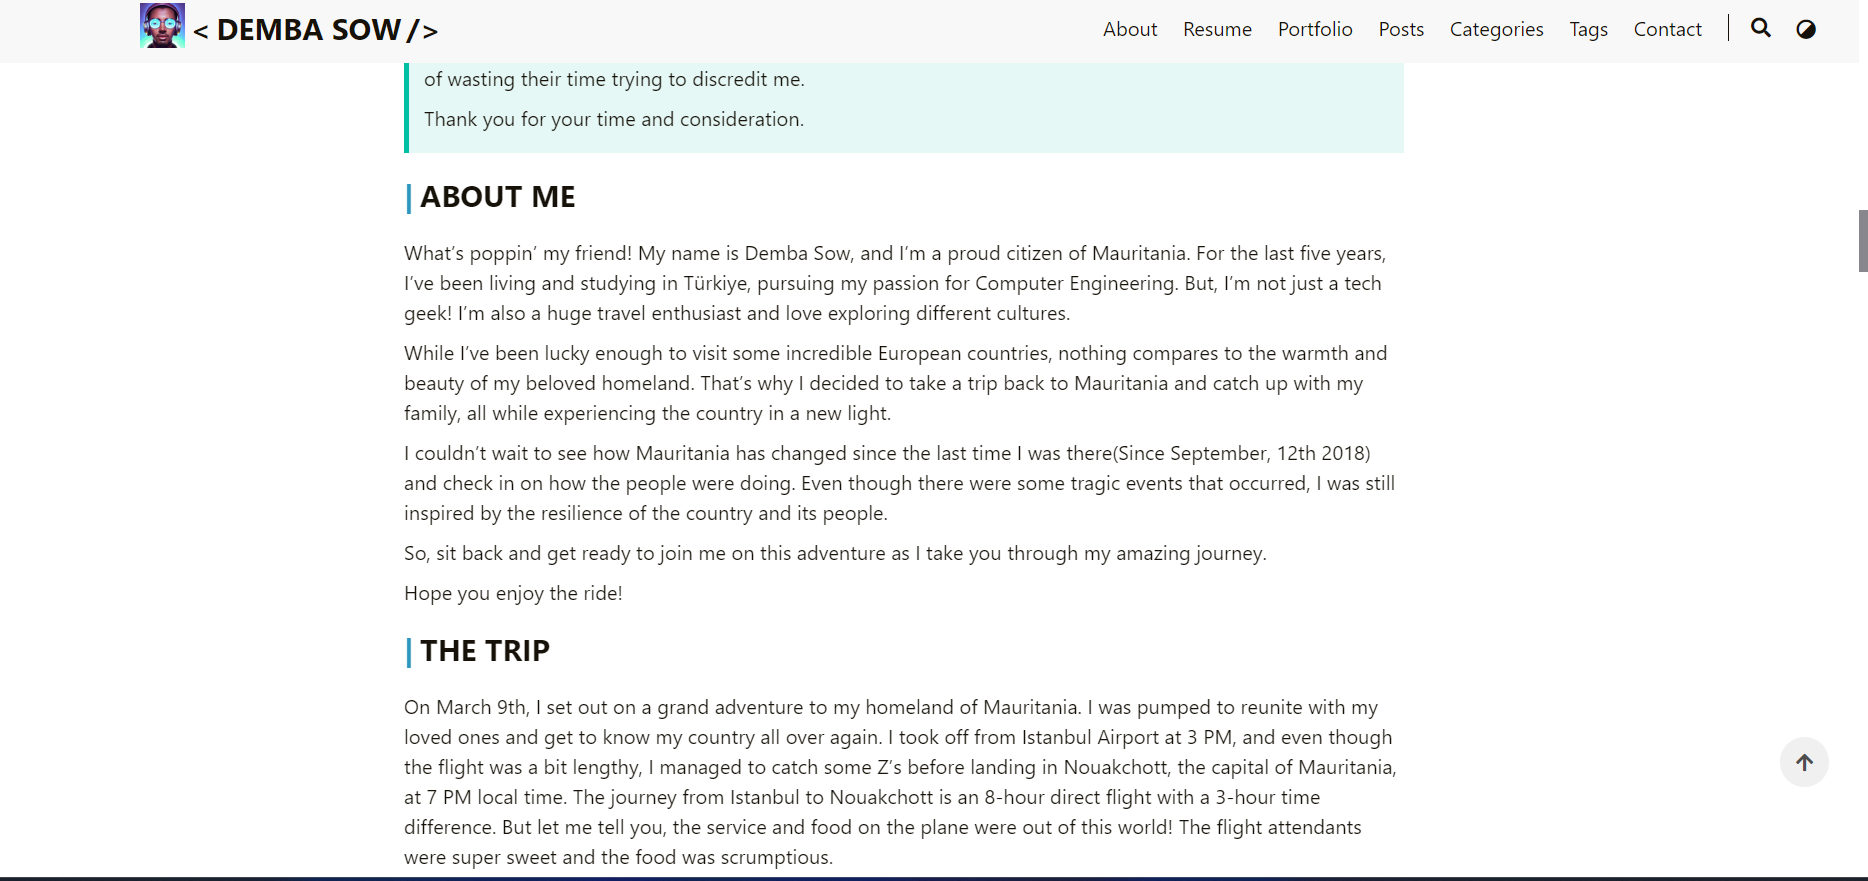 < DEMBA SOW />
About Resume Portfolio Posts Categories Tags Contact
of wasting their time trying to discredit me.
Thank you for your time and consideration.
ABOUT ME
What’s poppin’ my friend! My name is Demba Sow, and I’m a proud citizen of Mauritania. For the last five years,
I’ve been living and studying in Türkiye, pursuing my passion for Computer Engineering. But, I’m not just a tech
geek! I’m also a huge travel enthusiast and love exploring different cultures.
While I’ve been lucky enough to visit some incredible European countries, nothing compares to the warmth and
beauty of my beloved homeland. That’s why I decided to take a trip back to Mauritania and catch up with my
family, all while experiencing the country in a new light.
I couldn’t wait to see how Mauritania has changed since the last time I was there(Since September, 12th 2018)
and check in on how the people were doing. Even though there were some tragic events that occurred, I was still
inspired by the resilience of the country and its people.
So, sit back and get ready to join me on this adventure as I take you through my amazing journey.
Hope you enjoy the ride!
THE TRIP
On March 9th, I set out on a grand adventure to my homeland of Mauritania. I was pumped to reunite with my
loved ones and get to know my country all over again. I took off from Istanbul Airport at 3 PM, and even though
the flight was a bit lengthy, I managed to catch some Z’s before landing in Nouakchott, the capital of Mauritania,
at 7 PM local time. The journey from Istanbul to Nouakchott is an 8-hour direct flight with a 3-hour time
difference. But let me tell you, the service and food on the plane were out of this world! The flight attendants
were super sweet and the food was scrumptious.